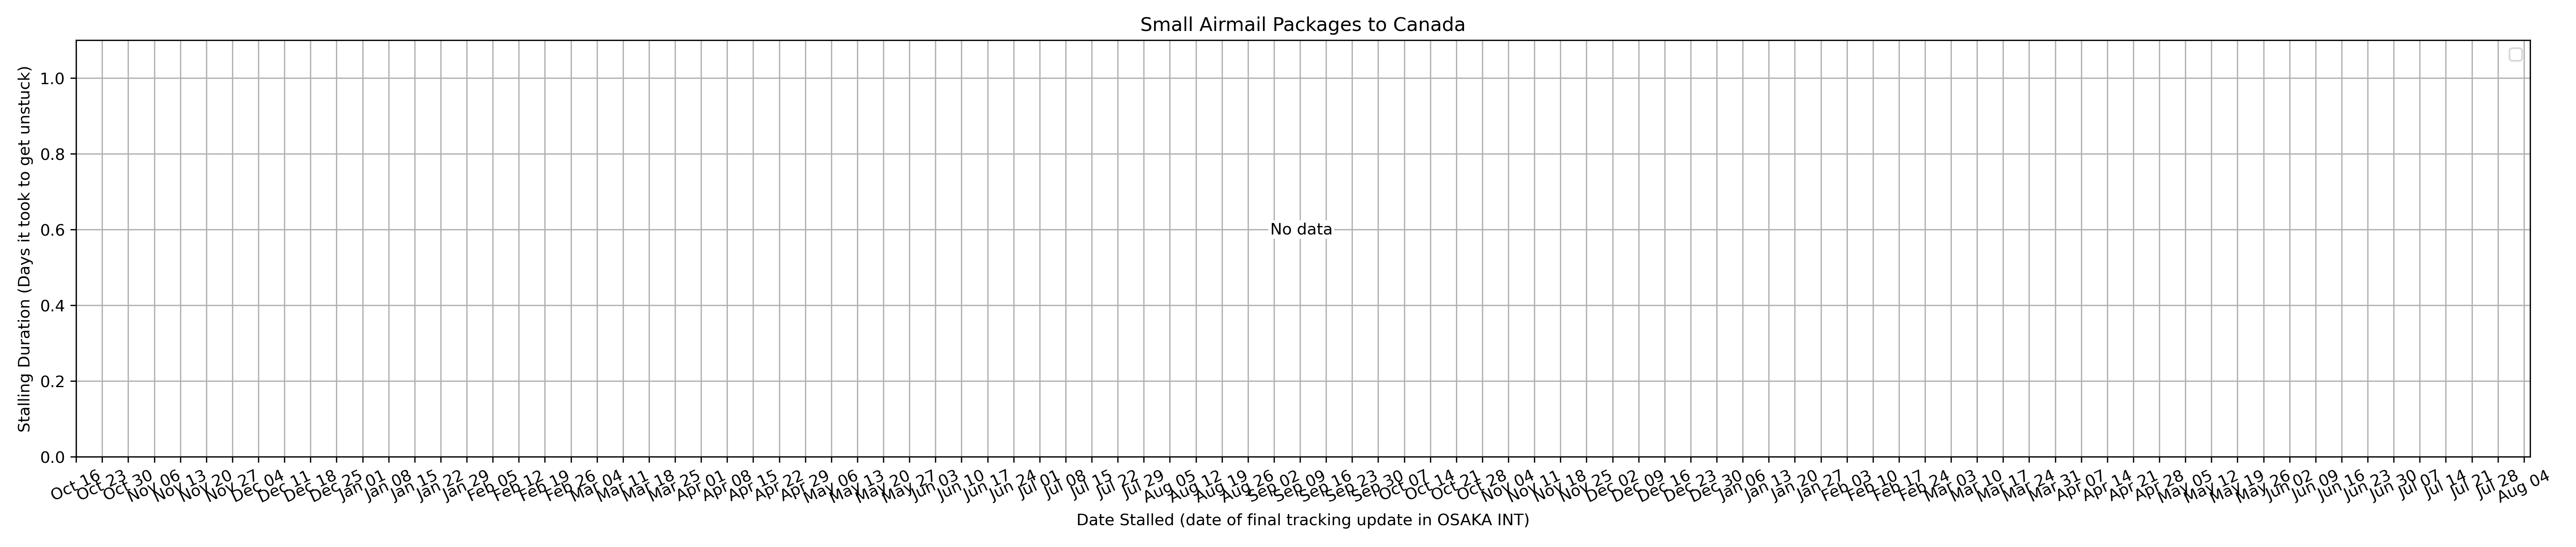 Small Airmail Packages to Canada
Stalling Duration (Days it took to get unstuck)
1.0
0.8
0.6
0.4
0.2
0.0
No data
Oct 16 Oct 23 Oct 30 Nov 06 Nov 13 Nov 20 Nov 27 Dec 04 Dec 11 Dec 18 Dec 25 Jan 01 Jan 08 Jan 15 Jan 22 Jan 29 Feb 05 Feb 12 Feb 19 Feb 26 Mar 04 Mar 11 Mar 18 Mar 25 Apr 01 Apr 08 Apr 15 Apr 22 Apr 29 May 06 May 13 May 20 May 27 Jun 03 Jun 10 Jun 17 Jun 24 Jul 01 Jul 08 Jul 15 Jul 22 Jul 29 Aug 05 Aug 12 Aug 19 Aug 26 Sep 02 Sep 09 Sep 16 Sep 23 Sep 30 Oct 07 Oct 14 Oct 21 Oct 28 Nov 04 Nov 11 Nov 18 Nov 25 Dec 02 Dec 09 Dec 16 Dec 23 Dec 30 Jan 06 Jan 13 Jan 20 Jan 27 Feb 03 Feb 10 Feb 17 Feb 24 Mar 03 Mar 10 Mar 17 Mar 24 Mar 31 Apr 07 Apr 14 Apr 21 Apr 28 May 05 May 12 May 19 May 26 Jun 02 Jun 09 Jun 16 Jun 23 Jun 30 Jul 07 Jul 14 Jul 21 Jul 28 Aug 04
Date Stalled (date of final tracking update in OSAKA INT)